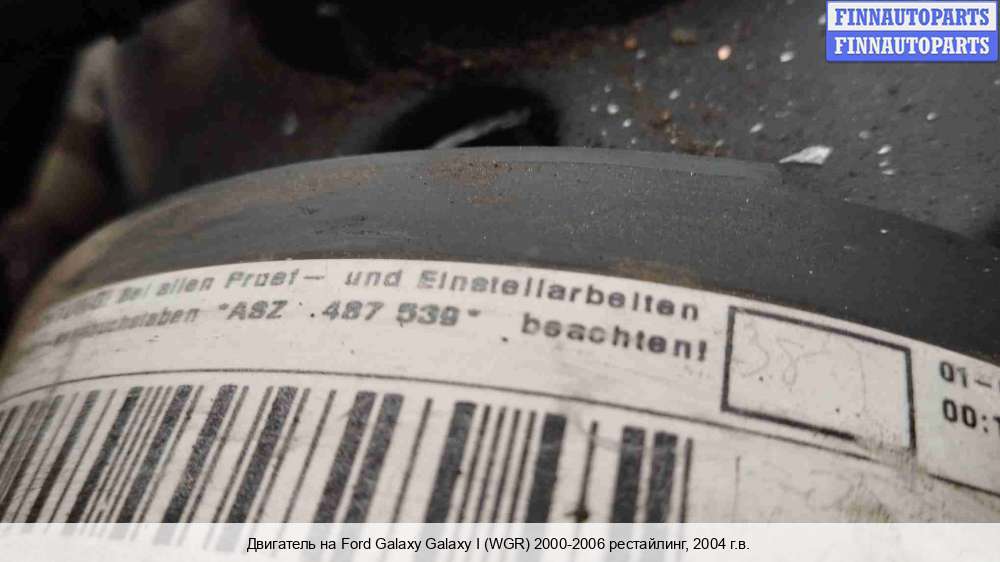 FINNAUTOPARTS
FINNAUTOPARTS
Bei allen Pruef- und Einstellarbeiten
"ASZ .487 539" beachten!
01-
00:1
Двигатель на Ford Galaxy Galaxy I (WGR) 2000-2006 рестайлинг, 2004 г.в.